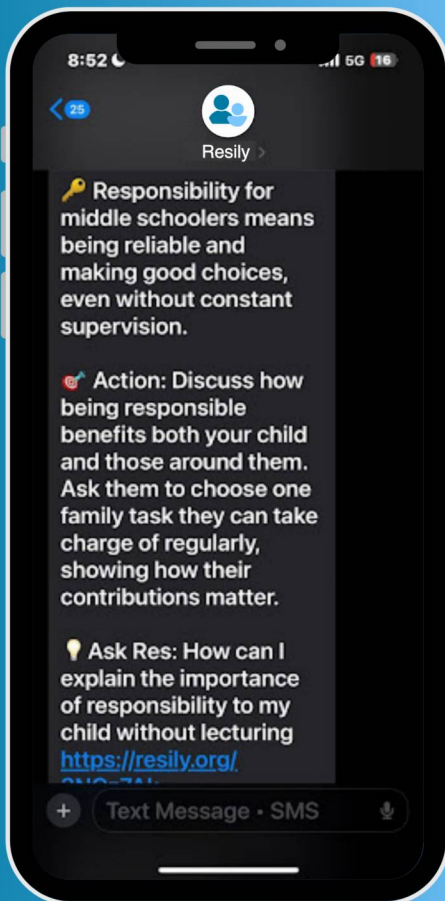 8:52
5G 16
25
Resily
🔑 Responsibility for
middle schoolers means
being reliable and
making good choices,
even without constant
supervision.
🎯 Action: Discuss how
being responsible
benefits both your child
and those around them.
Ask them to choose one
family task they can take
charge of regularly,
showing how their
contributions matter.
💡 Ask Res: How can I
explain the importance
of responsibility to my
child without lecturing
https://resily.org/
Text Message • SMS